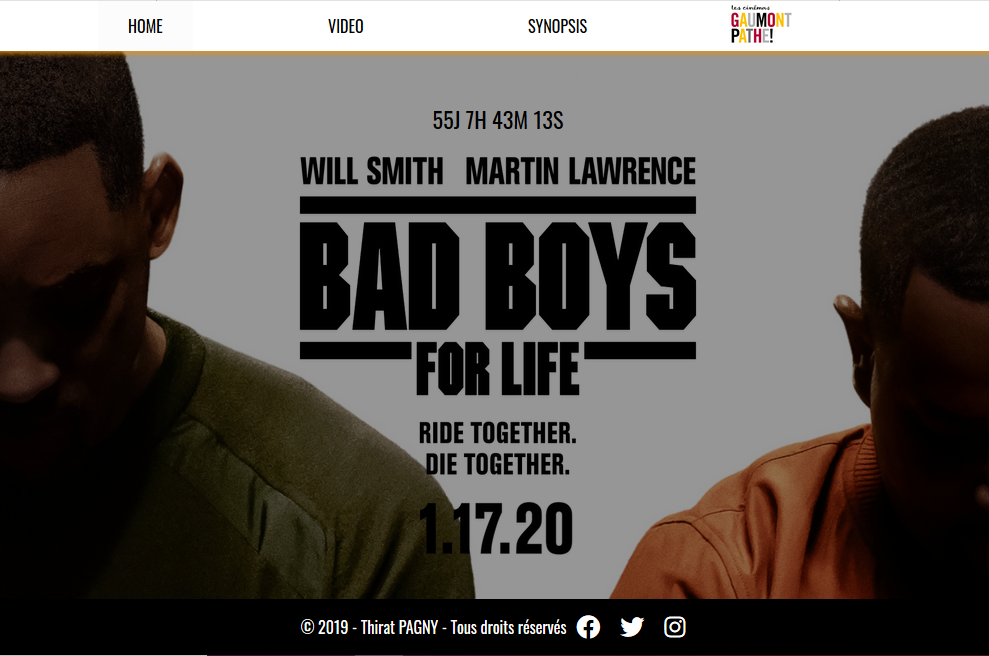 HOME VIDEO SYNOPSIS
les cinémas
GAUMONT
PATHE!
55J 7H 43M 13S
WILL SMITH MARTIN LAWRENCE
BAD BOYS
FOR LIFE
RIDE TOGETHER.
DIE TOGETHER.
1.17.20
© 2019 - Thirat PAGNY - Tous droits réservés